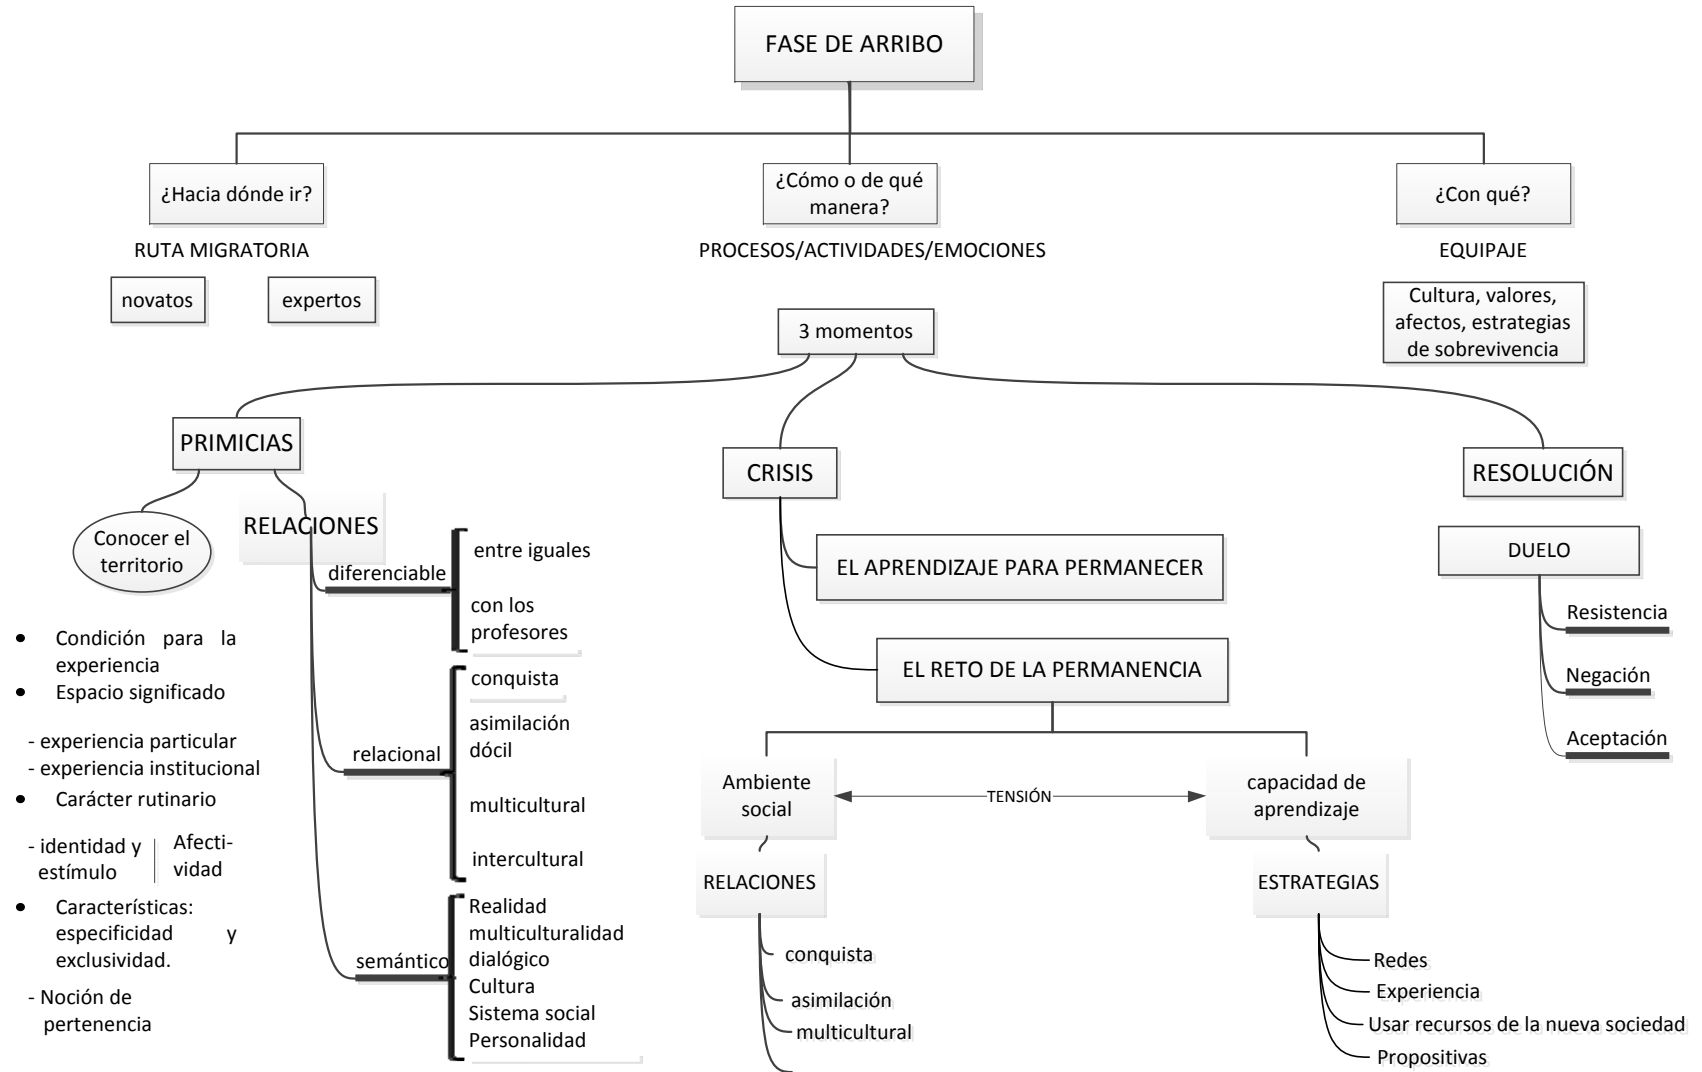 FASE DE ARRIBO
¿Hacia dónde ir?
RUTA MIGRATORIA
novatos
expertos
¿Cómo o de qué
manera?
PROCESOS/ACTIVIDADES/EMOCIONES
¿Con qué?
EQUIPAJE
Cultura, valores,
afectos, estrategias
de sobrevivencia
3 momentos
PRIMICIAS
Conocer el
territorio
• Condición para la
experiencia
• Espacio significado
- experiencia particular
- experiencia institucional
• Carácter rutinario
- identidad y
estímulo
Afecti-
vidad
• Características:
especificidad y
exclusividad.
- Noción de
pertenencia
RELACIONES
diferenciable
entre iguales
con los
profesores
relacional
conquista
asimilación
dócil
multicultural
intercultural
semántico
Realidad
multiculturalidad
dialógico
Cultura
Sistema social
Personalidad
CRISIS
EL APRENDIZAJE PARA PERMANECER
EL RETO DE LA PERMANENCIA
Ambiente
social
TENSIÓN
capacidad de
aprendizaje
RELACIONES
conquista
asimilación
multicultural
ESTRATEGIAS
Redes
Experiencia
Usar recursos de la nueva sociedad
Propositivas
RESOLUCIÓN
DUELO
Resistencia
Negación
Aceptación